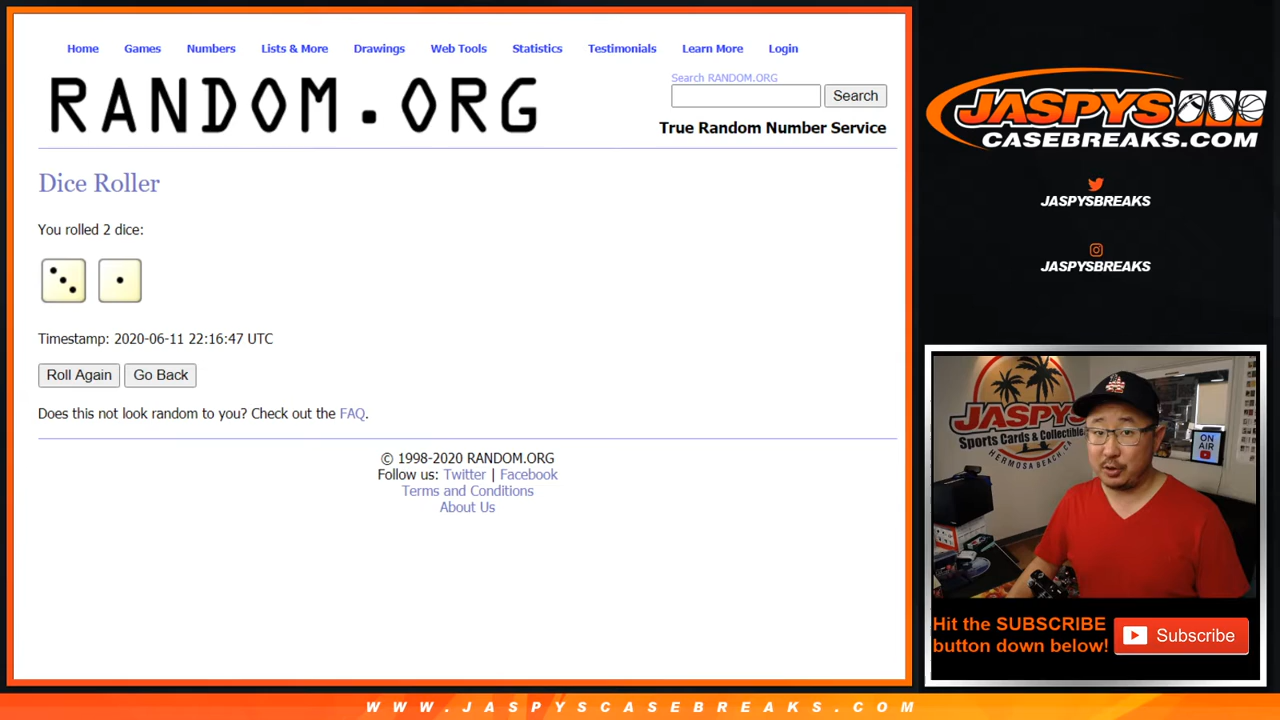 Home Games Numbers Lists & More Drawings Web Tools Statistics Testimonials Learn More Login
RANDOM.ORG
Search RANDOM.ORG
Search
True Random Number Service
Dice Roller
You rolled 2 dice:
Timestamp: 2020-06-11 22:16:47 UTC
Roll Again Go Back
Does this not look random to you? Check out the FAQ.
© 1998-2020 RANDOM.ORG
Follow us: Twitter | Facebook
Terms and Conditions
About Us
JASPYS
CASEBREAKS.COM
JASPYSBREAKS
JASPYSBREAKS
JASPYS
Sports Cards & Collectibles
HERMOSA BEACH, CA
ON
AIR
Hit the SUBSCRIBE
button down below!
Subscribe
WWW.JASPYSCASEBREAKS.COM